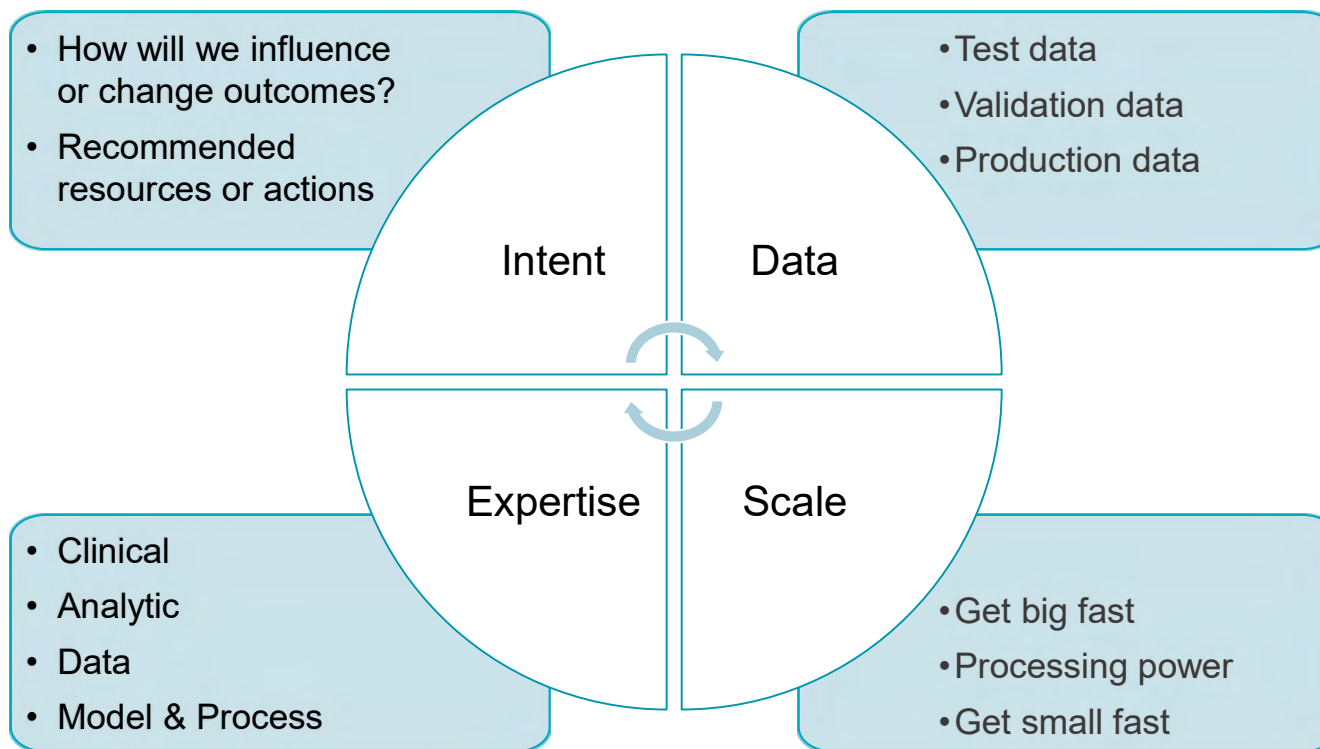 • How will we influence
or change outcomes?
• Recommended
resources or actions
•Test data
•Validation data
•Production data
Intent
Data
Expertise
Scale
• Clinical
• Analytic
• Data
• Model & Process
•Get big fast
•Processing power
•Get small fast